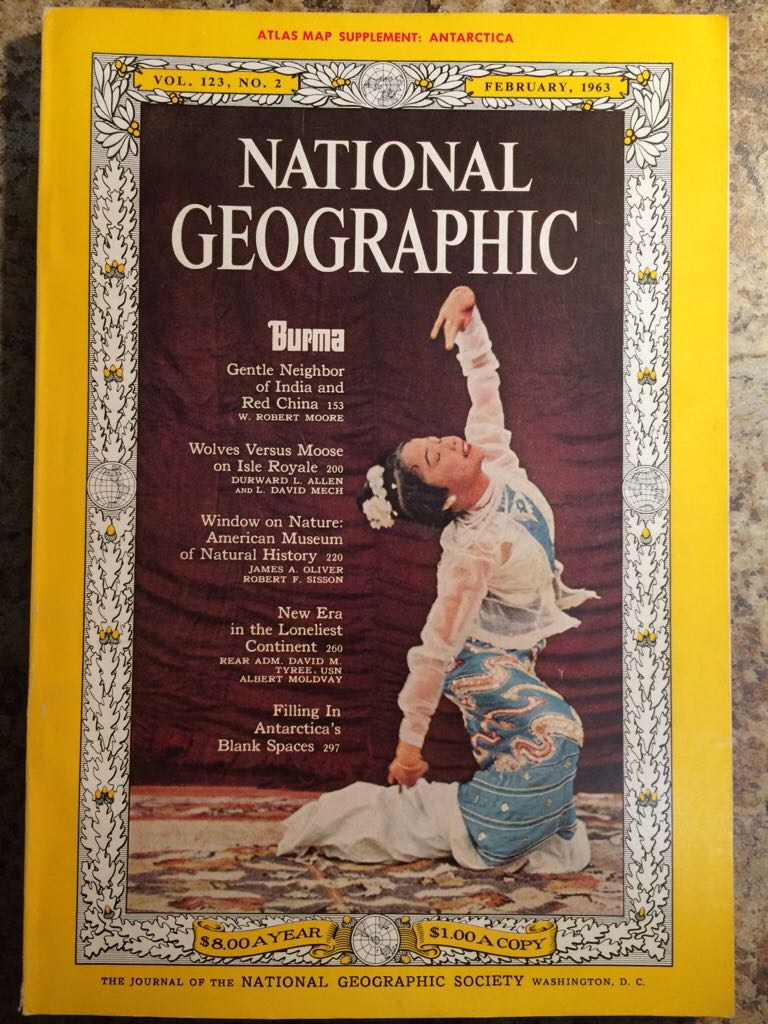 ATLAS MAP SUPPLEMENT: ANTARCTICA
VOL. 123, NO. 2
FEBRUARY, 1963
NATIONAL
GEOGRAPHIC
Burma
Gentle Neighbor
of India and
Red China 153
W. ROBERT MOORE
Wolves Versus Moose
on Isle Royale 200
DURWARD L. ALLEN
AND L. DAVID MECH
Window on Nature:
American Museum
of Natural History 220
JAMES A. OLIVER
ROBERT F. SISSON
New Era
in the Loneliest
Continent 260
REAR ADM. DAVID M.
TYREE, USN
ALBERT MOLDVAY
Filling In
Antarctica's
Blank Spaces 297
$8.00 A YEAR
$1.00 A COPY
THE JOURNAL OF THE NATIONAL GEOGRAPHIC SOCIETY WASHINGTON, D. C.